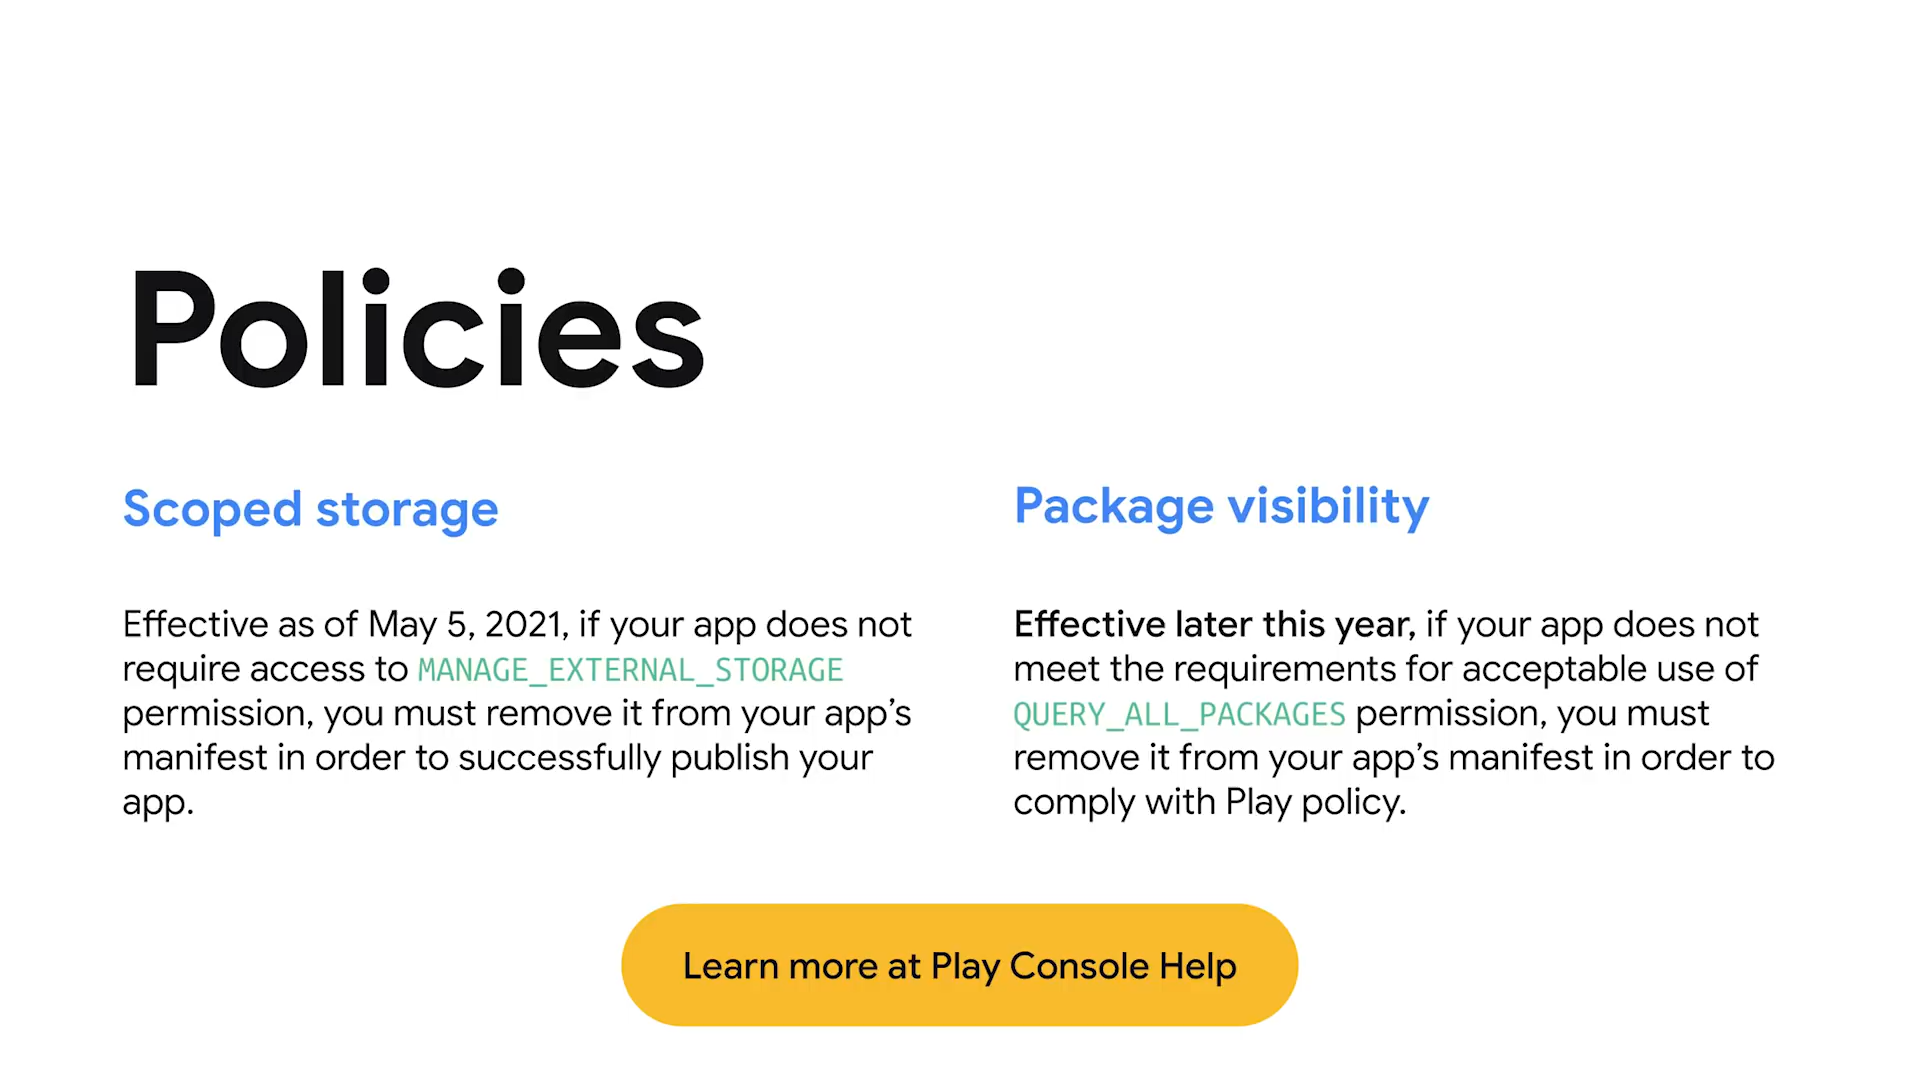 Policies
Scoped storage
Effective as of May 5, 2021, if your app does not
require access to MANAGE_EXTERNAL_STORAGE
permission, you must remove it from your app’s
manifest in order to successfully publish your
app.
Package visibility
Effective later this year, if your app does not
meet the requirements for acceptable use of
QUERY_ALL_PACKAGES permission, you must
remove it from your app’s manifest in order to
comply with Play policy.
Learn more at Play Console Help